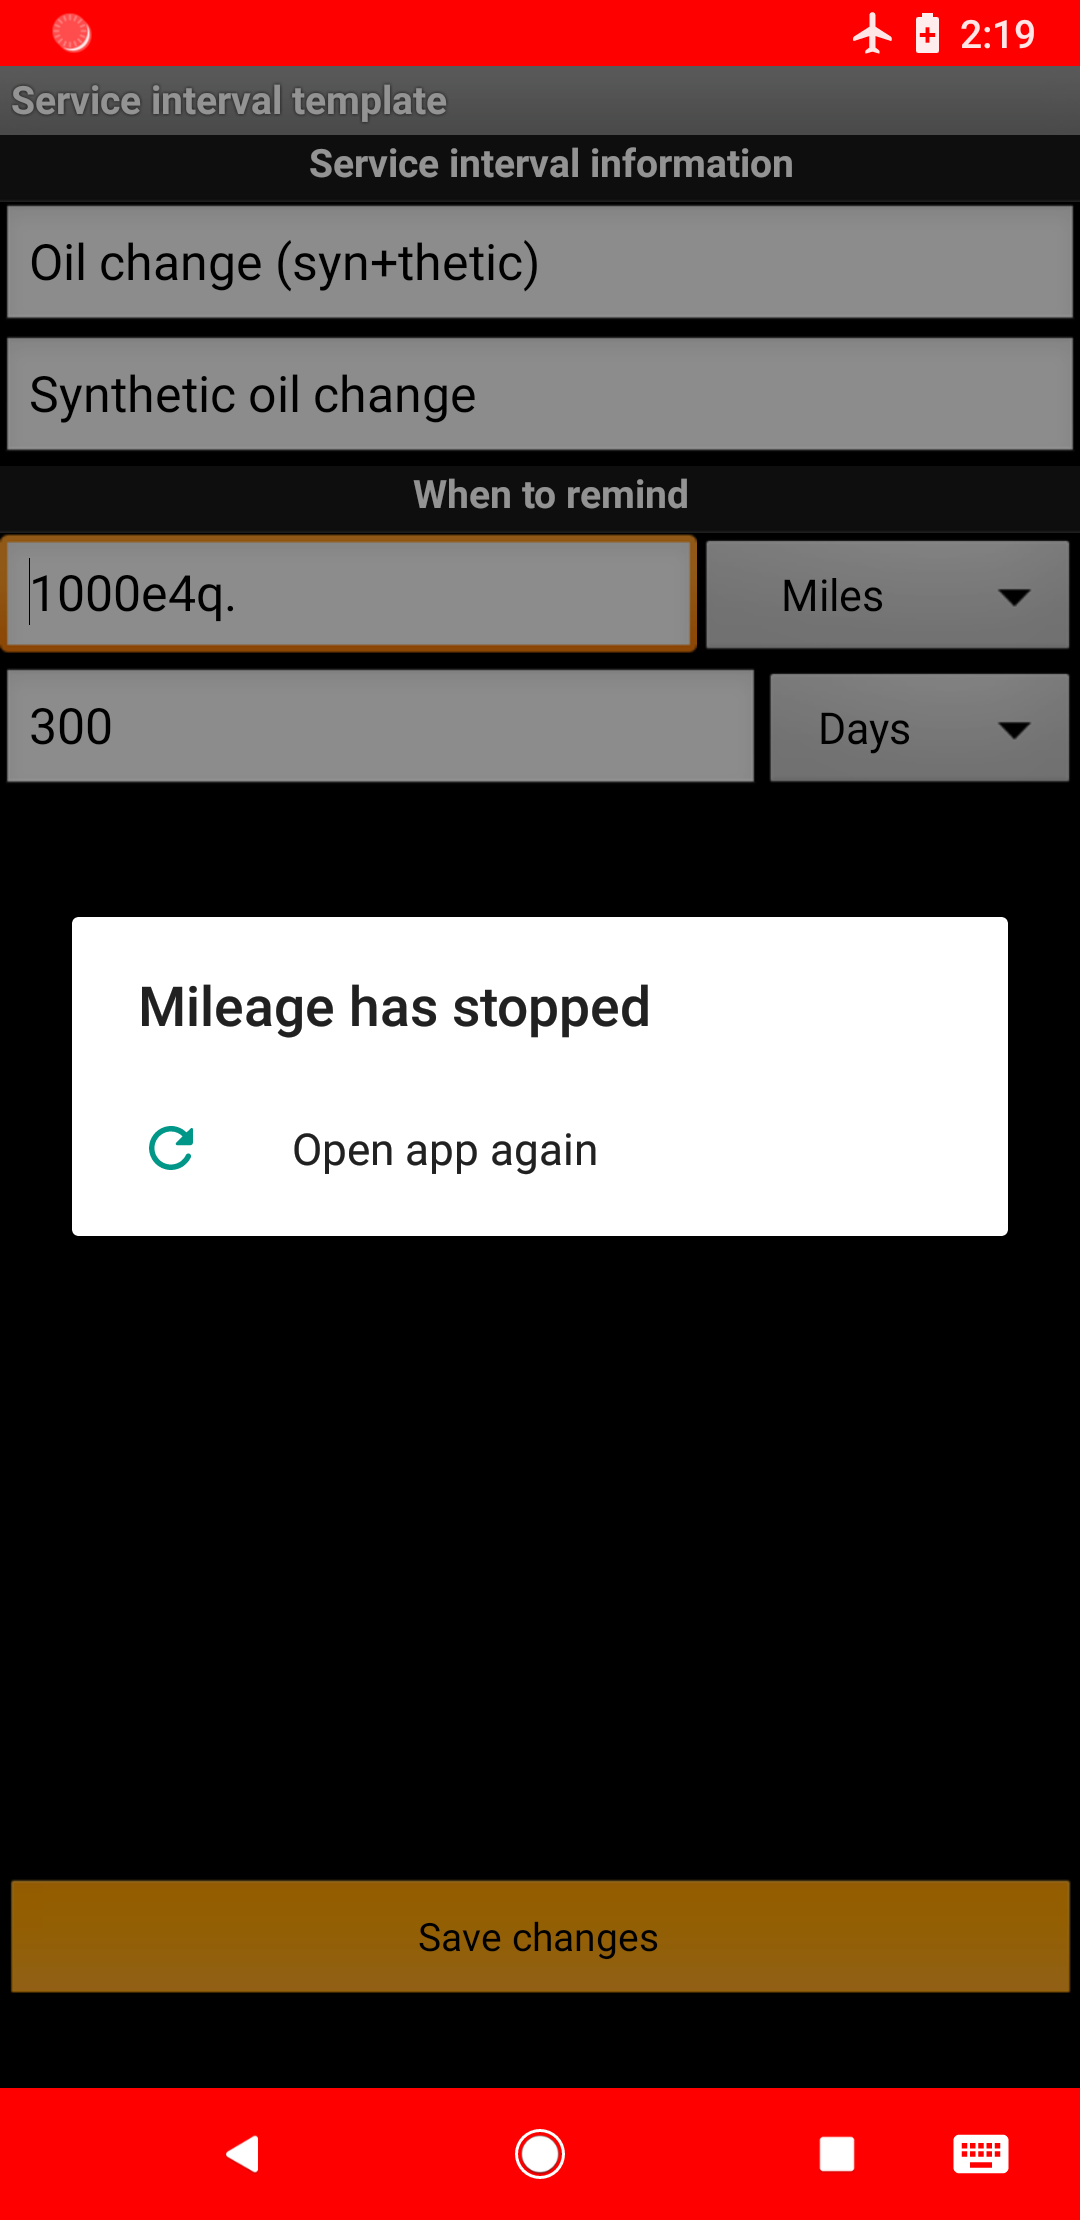 2:19
Service interval template
Service interval information
Oil change (syn+thetic)
Synthetic oil change
When to remind
1000e4q.
Miles
300
Days
Mileage has stopped
Open app again
Save changes